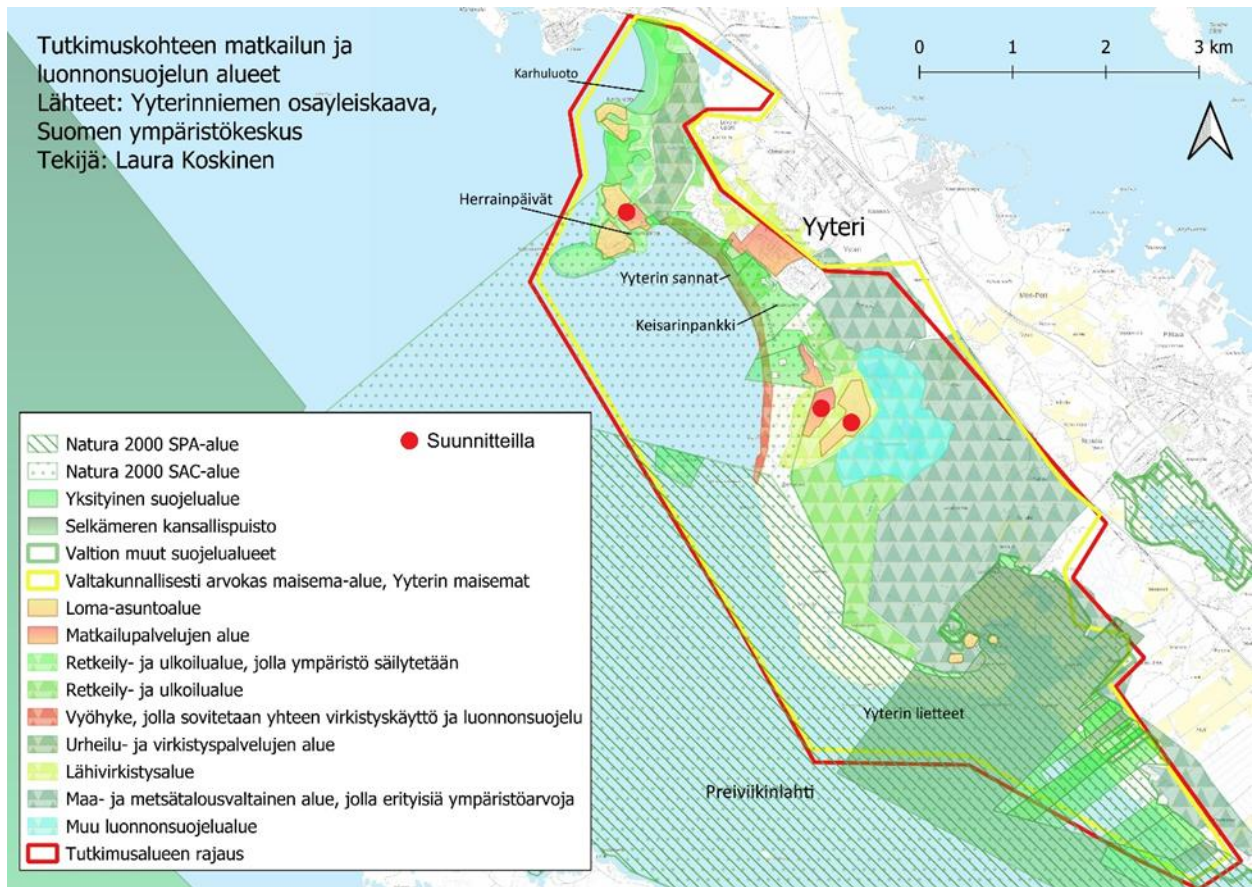 Tutkimuskohteen matkailun ja
luonnonsuojelun alueet
Lähteet: Yyterinniemen osayleiskaava,
Suomen ympäristökeskus
Tekijä: Laura Koskinen
0 1 2 3 km
Karhuluoto
Herrainpäivät
Yyteri
Yyterin sannat
Keisarinpankki
Yyterin lietteet
Preiviikinlahti
Natura 2000 SPA-alue
Natura 2000 SAC-alue
Yksityinen suojelualue
Selkämeren kansallispuisto
Valtion muut suojelualueet
Valtakunnallisesti arvokas maisema-alue, Yyterin maisemat
Loma-asuntoalue
Matkailupalvelujen alue
Retkeily- ja ulkoilualue, jolla ympäristö säilytetään
Retkeily- ja ulkoilualue
Vyöhyke, jolla sovitetaan yhteen virkistyskäyttö ja luonnonsuojelu
Urheilu- ja virkistyspalvelujen alue
Lähivirkistysalue
Maa- ja metsätalousvaltainen alue, jolla erityisiä ympäristöarvoja
Muu luonnonsuojelualue
Tutkimusalueen rajaus
Suunnitteilla